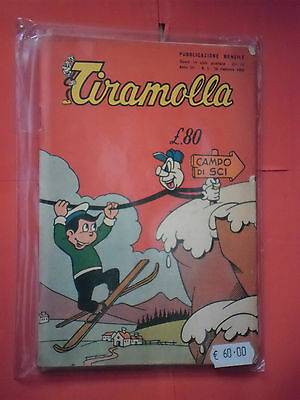 PUBBLICAZIONE MENSILE
Tiramolla
£.80
CAMPO
DI SCI
€ 60.00